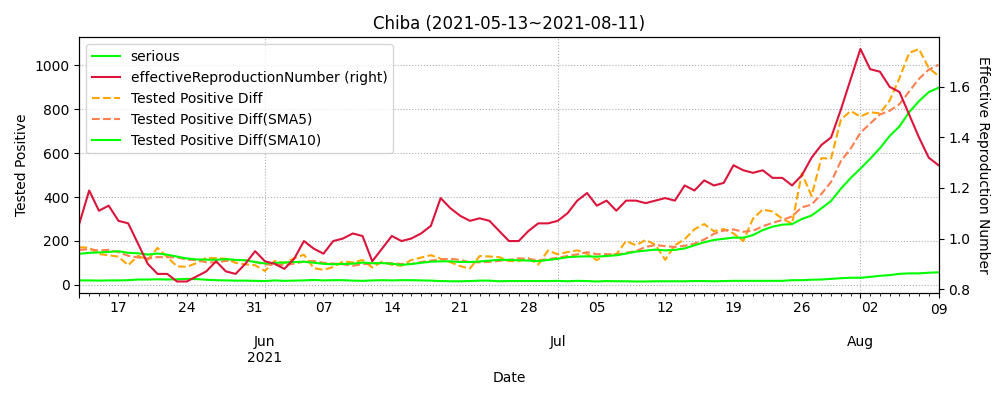 Chiba (2021-05-13~2021-08-11)
serious
effectiveReproductionNumber (right)
Tested Positive Diff
Tested Positive Diff(SMA5)
Tested Positive Diff(SMA10)
Tested Positive
1000
800
600
400
200
0
Effective Reproduction Number
1.6
1.4
1.2
1.0
0.8
17 24 31 07 14 21 28 05 12 19 26 02 09
Jun Jul Aug
2021
Date